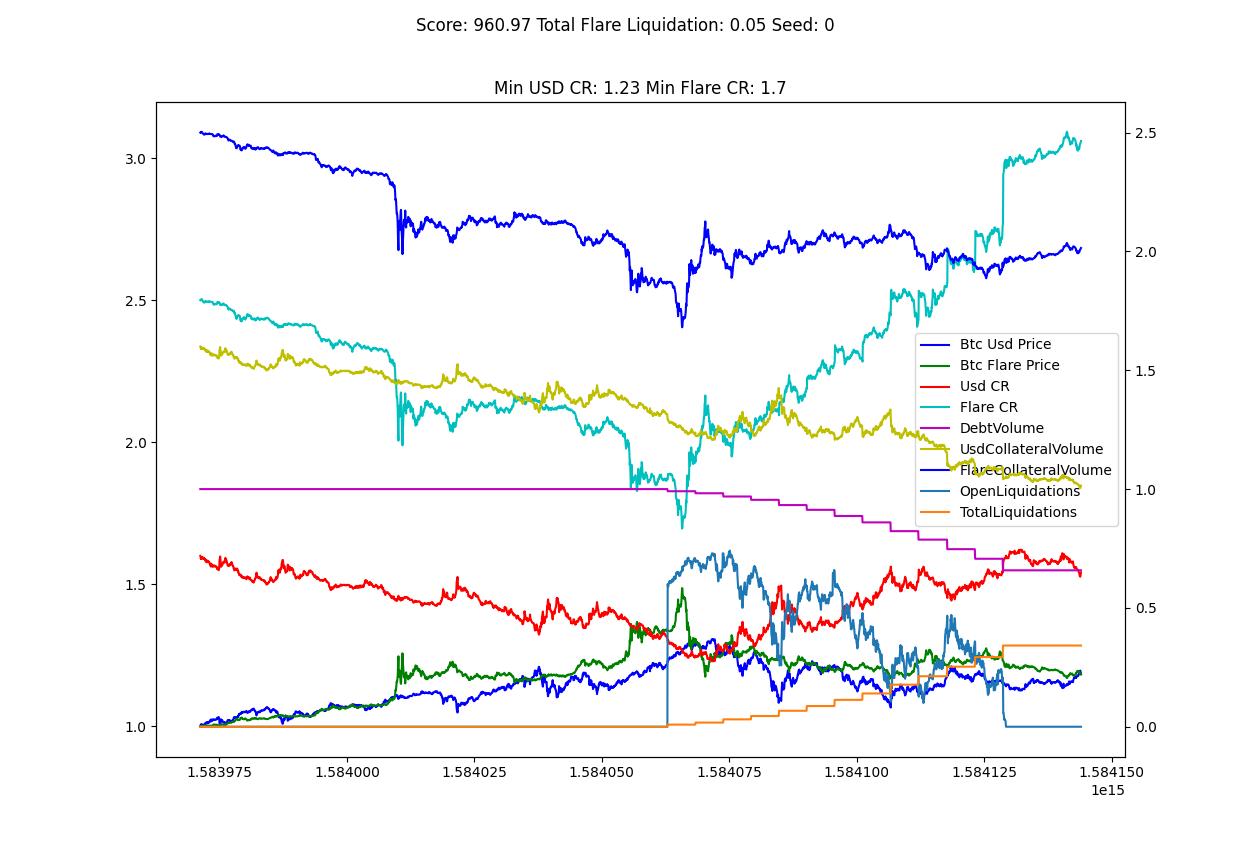 Score: 960.97 Total Flare Liquidation: 0.05 Seed: 0
Min USD CR: 1.23 Min Flare CR: 1.7
3.0
2.5
2.0
1.5
1.0
2.5
2.0
1.5
1.0
0.5
0.0
Btc Usd Price
Btc Flare Price
Usd CR
Flare CR
DebtVolume
UsdCollateralVolume
FlareCollateralVolume
OpenLiquidations
TotalLiquidations
1.583975 1.584000 1.584025 1.584050 1.584075 1.584100 1.584125 1.584150
1e15